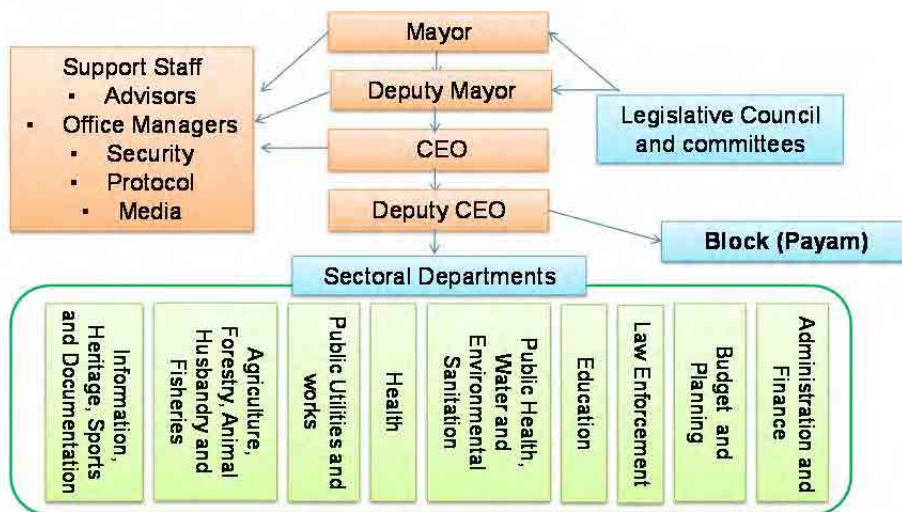 Mayor
Support Staff
▪ Advisors
▪ Office Managers
▪ Security
▪ Protocol
▪ Media
Deputy Mayor
Legislative Council
and committees
CEO
Deputy CEO
Block (Payam)
Sectoral Departments
Information,
Heritage, Sports
and Documentation
Agriculture,
Forestry, Animal
Husbandry and
Fisheries
Public Utilities and
works
Health
Public Health,
Water and
Environmental
Sanitation
Education
Law Enforcement
Budget and
Planning
Administration and
Finance